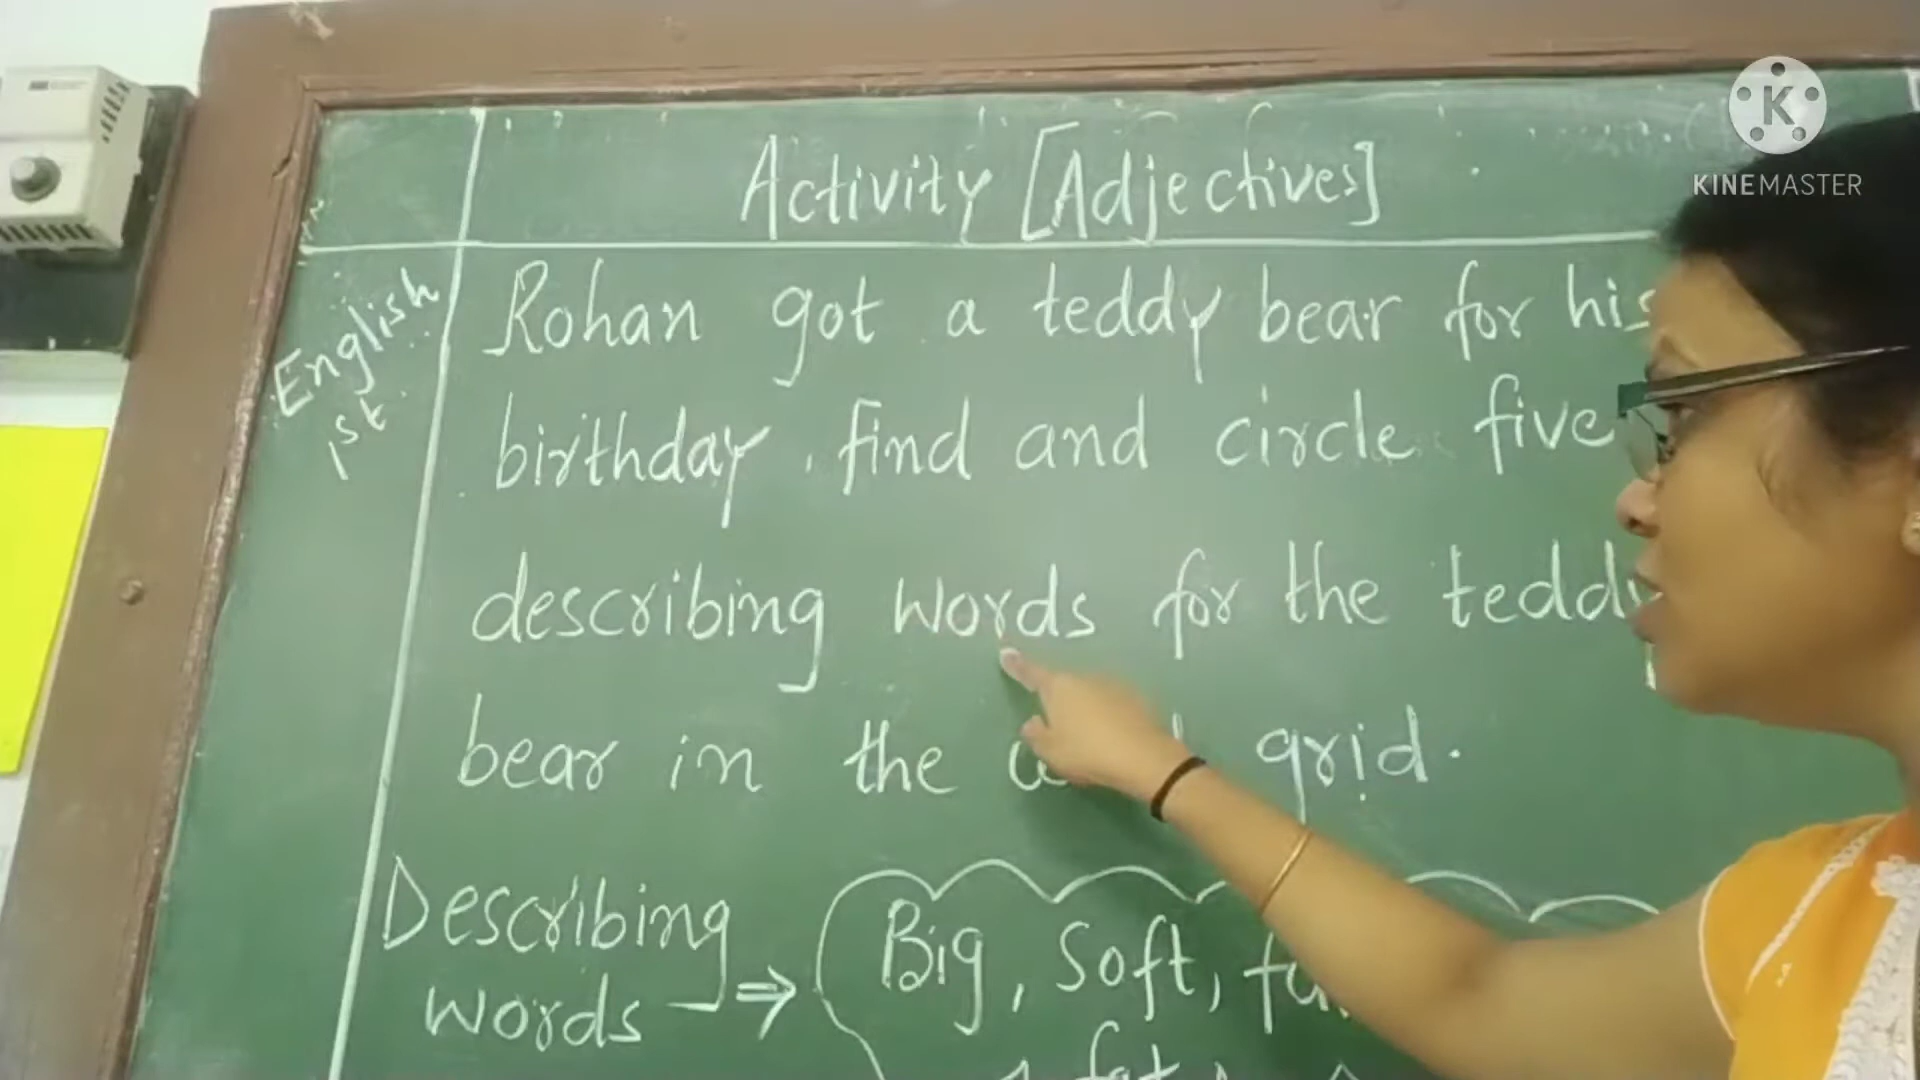 Activity [Adjectives]
KINEMASTER
English
1st
Rohan got a teddy bear for his
birthday. find and circle five
describing words for the teddy
bear in the grid.
Describing
words ⇒
Big, Soft,
fat,